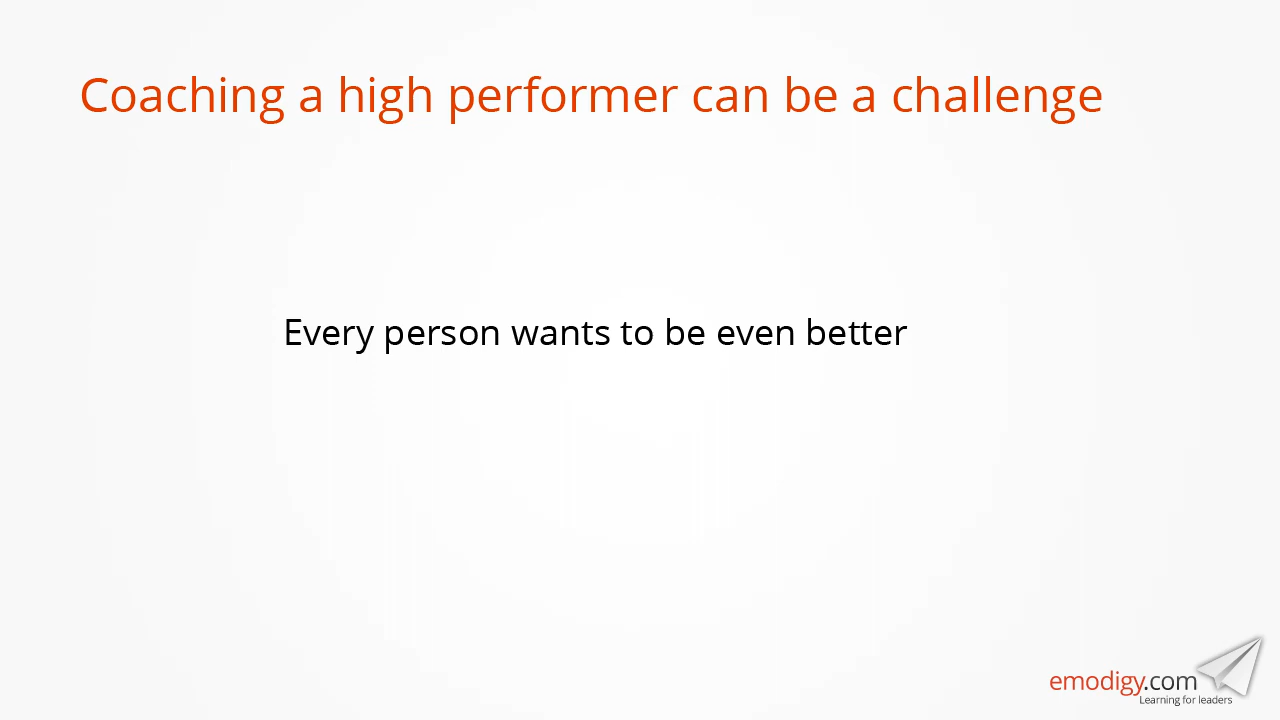 Coaching a high performer can be a challenge
Every person wants to be even better
emodigy.com
Learning for leaders